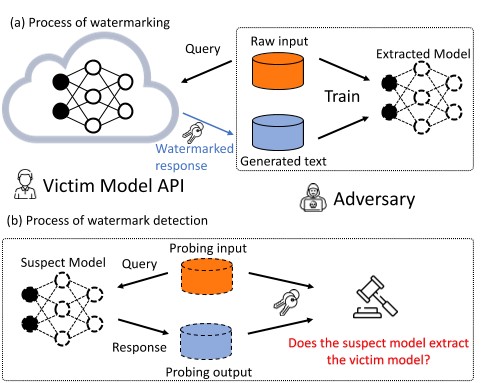 (a) Process of watermarking
Query
Raw input
Extracted Model
Train
Watermarked
response
Generated text
Victim Model API
Adversary
(b) Process of watermark detection
Suspect Model
Query
Probing input
Response
Probing output
Does the suspect model extract
the victim model?